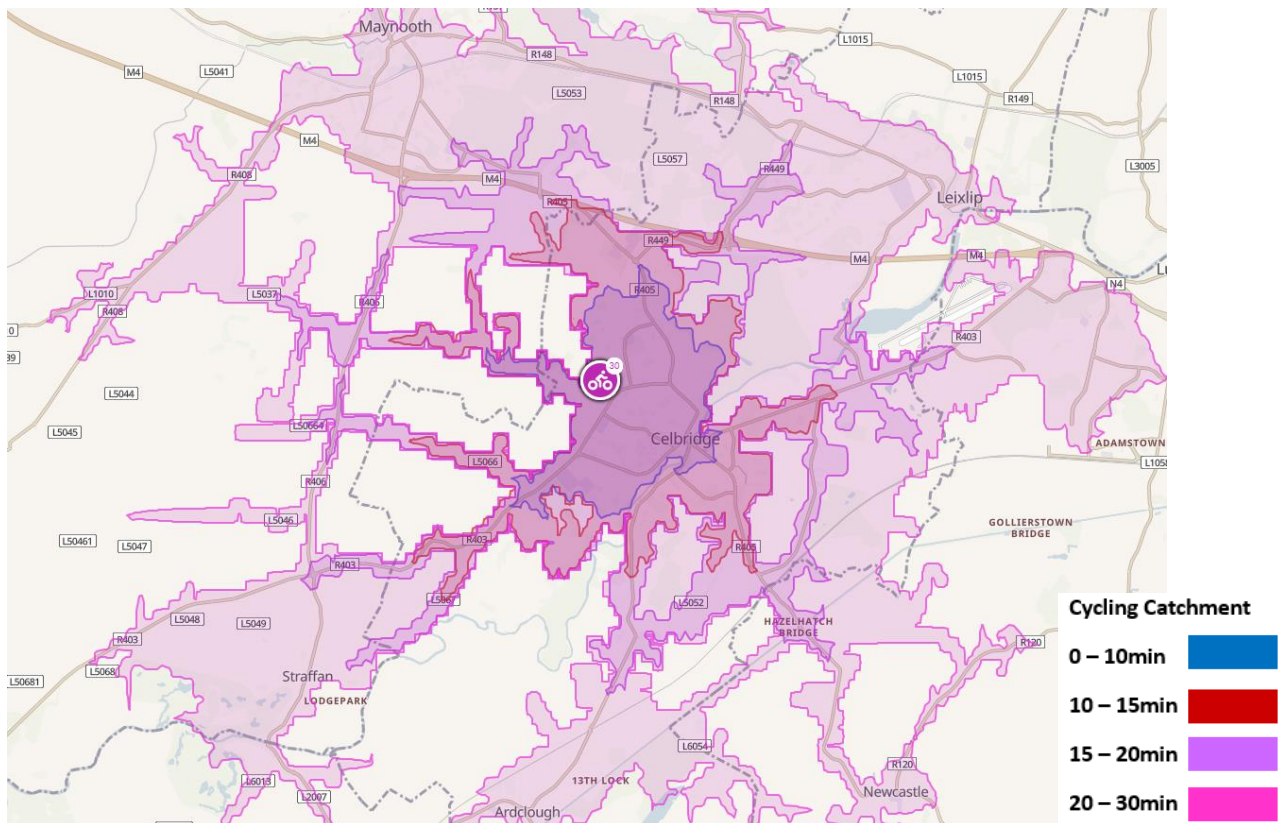 Maynooth
R148
L1015
M4
L5041
L1015
R148
R149
L5053
M4
L5057
R449
L3005
R408
M4
R405
Leixlip
R449
M4
M4
R405
N4
L1010
L5037
R406
R408
R403
30
L5044
L5045
L50664
Celbridge
ADAMSTOWN
L5066
R406
L5046
GOLLIERSTOWN
BRIDGE
L50461
L5047
R403
R405
R403
L5052
Cycling Catchment
L5048
L5049
HAZELHATCH
BRIDGE
R403
R120
0 – 10min
L5068
L50681
Straffan
LODGEPARK
10 – 15min
L6054
15 – 20min
L6013
13TH LOCK
R120
L2007
Newcastle
20 – 30min
Ardclough